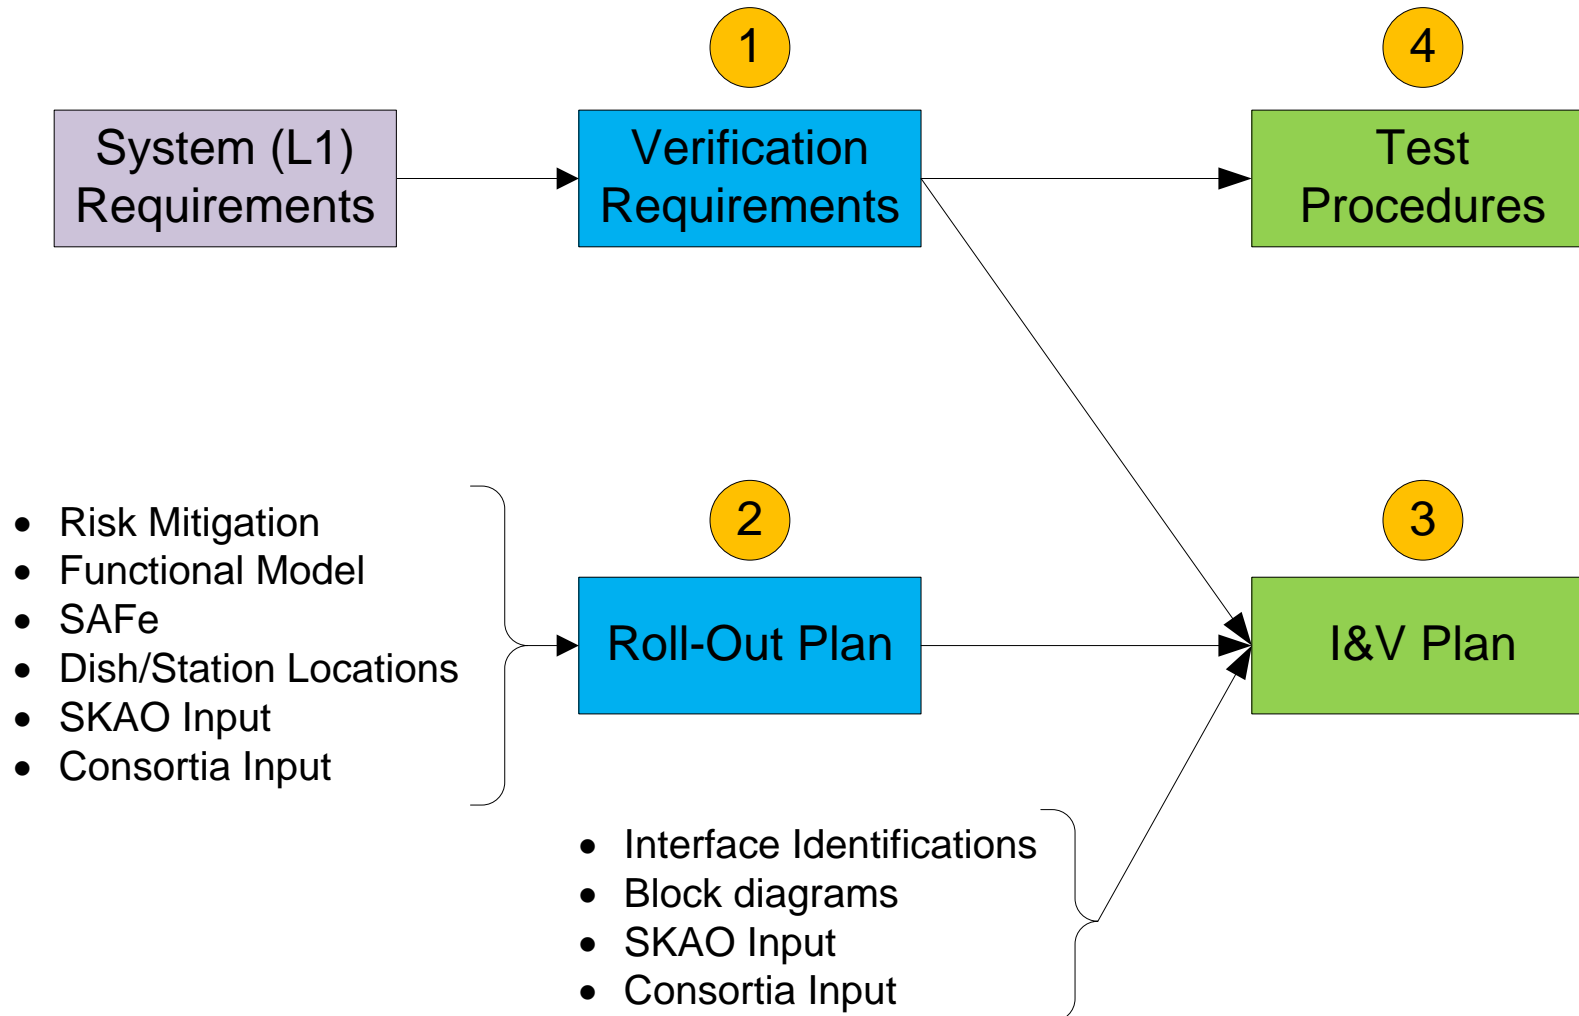 1
4
System (L1)
Requirements
Verification
Requirements
Test
Procedures
• Risk Mitigation
• Functional Model
• SAFe
• Dish/Station Locations
• SKAO Input
• Consortia Input
2
3
Roll-Out Plan
I&V Plan
• Interface Identifications
• Block diagrams
• SKAO Input
• Consortia Input